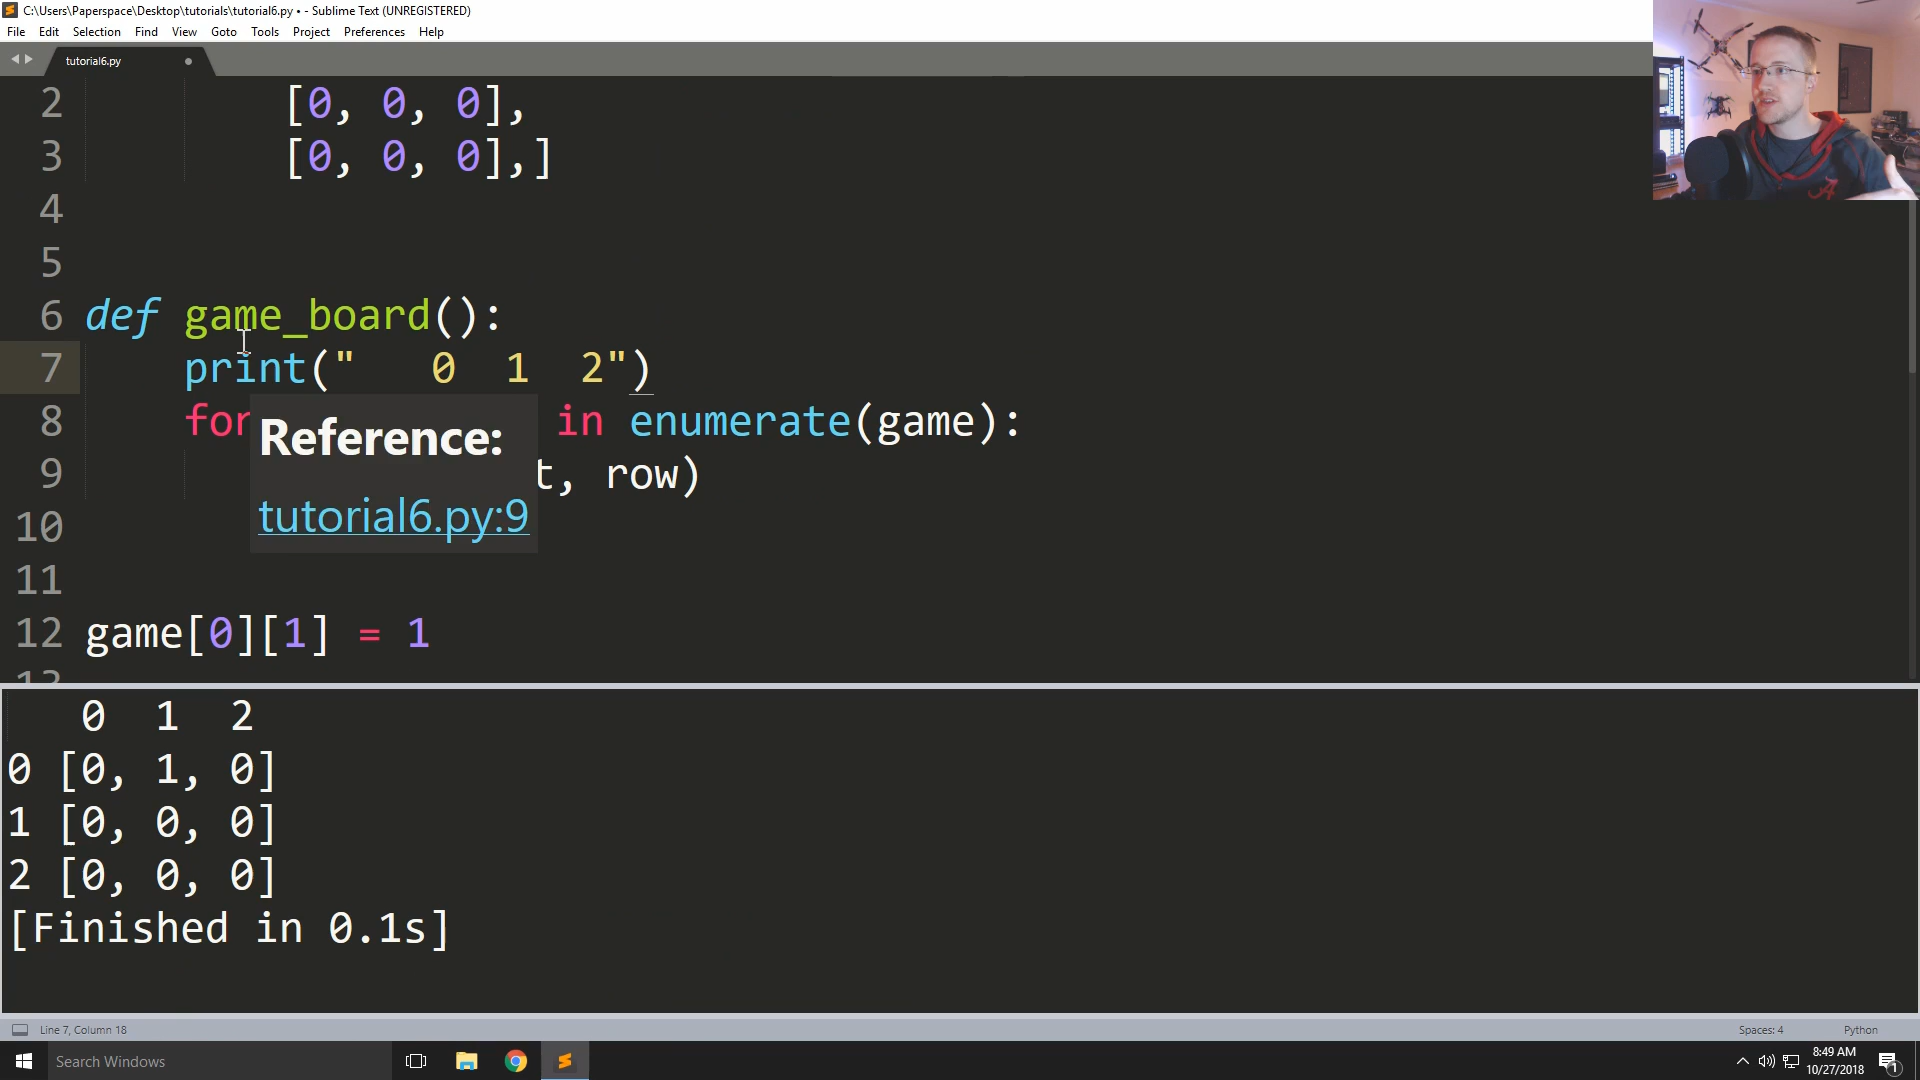 C:\Users\Paperspace\Desktop\tutorials\tutorial6.py • - Sublime Text (UNREGISTERED)
File Edit Selection Find View Goto Tools Project Preferences Help
tutorial6.py
2 [0, 0, 0],
3 [0, 0, 0],]
4
5
6 def game_board():
7 print("   0  1  2")
8 for in enumerate(game):
9 t, row)
Reference:
tutorial6.py:9
10
11
12 game[0][1] = 1
13
   0  1  2
0 [0, 1, 0]
1 [0, 0, 0]
2 [0, 0, 0]
[Finished in 0.1s]
Line 7, Column 18 Spaces: 4 Python
Search Windows
8:49 AM
10/27/2018
1